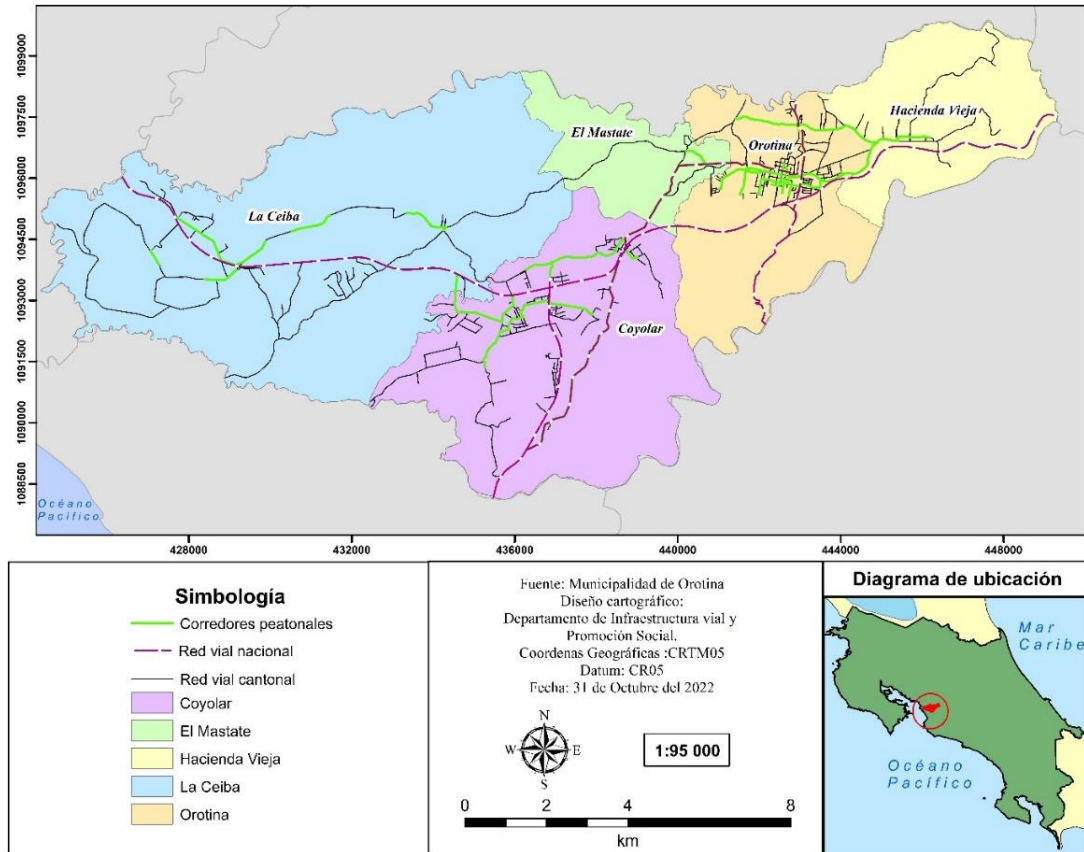 1099000
1097500
1096000
1094500
1093000
1091500
1090000
1088500
Hacienda Vieja
El Mastate
Orotina
La Ceiba
Coyolar
Océano
Pacífico
428000 432000 436000 440000 444000 448000
Simbología
Corredores peatonales
Red vial nacional
Red vial cantonal
Coyolar
El Mastate
Hacienda Vieja
La Ceiba
Orotina
Fuente: Municipalidad de Orotina
Diseño cartográfico:
Departamento de Infraestructura vial y
Promoción Social.
Coordenas Geográficas :CRTM05
Datum: CR05
Fecha: 31 de Octubre del 2022
N
W E
S
1:95 000
0 2 4 8
km
Diagrama de ubicación
Mar
Caribe
Océano
Pacífico